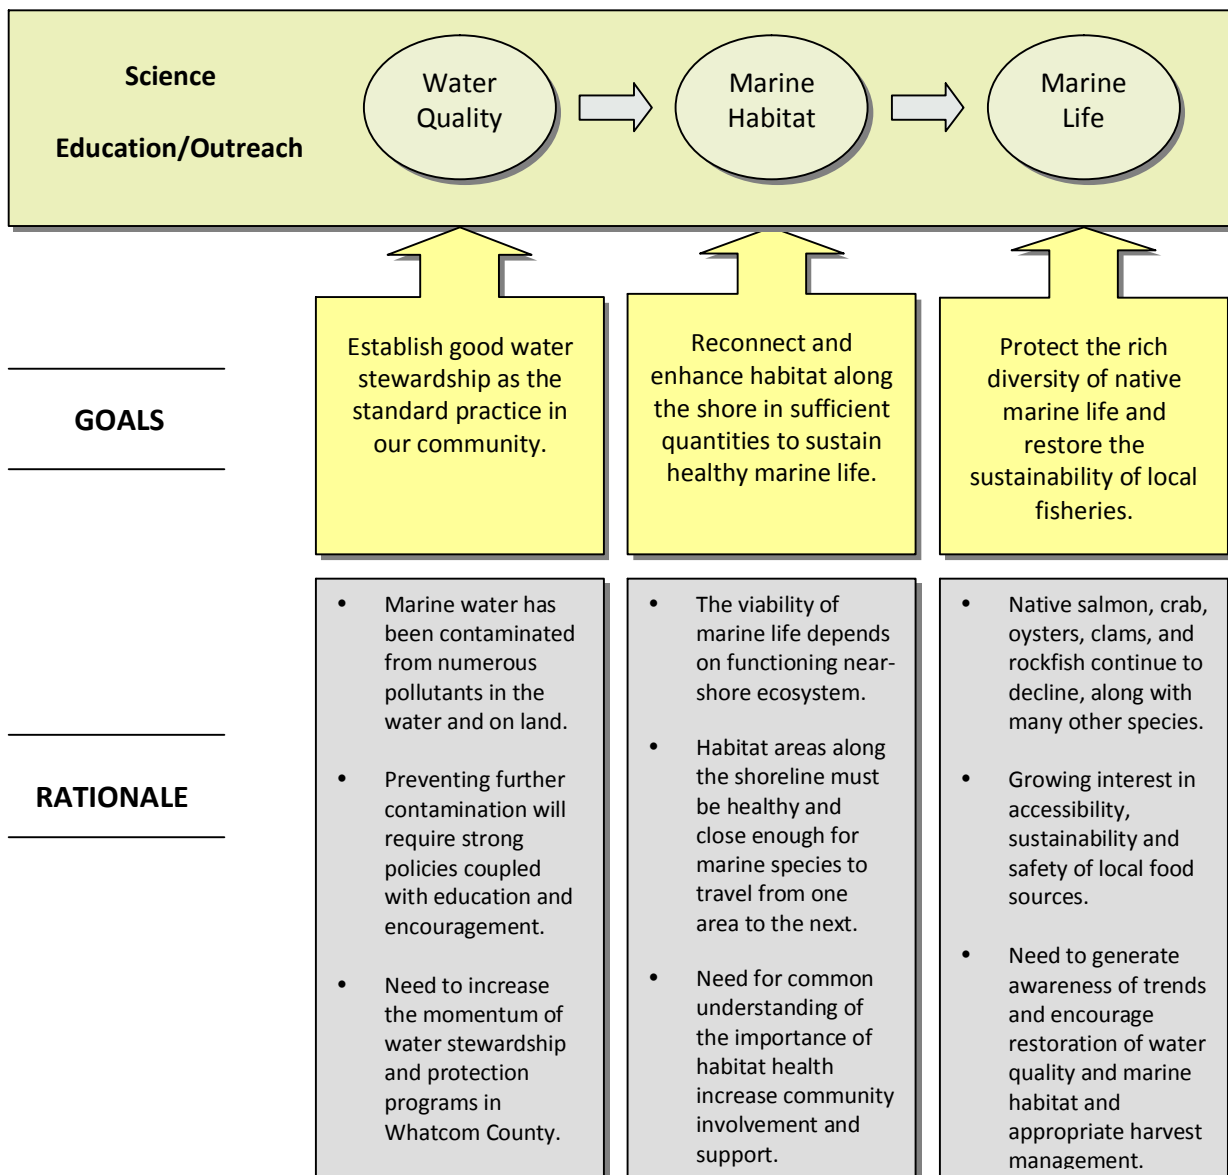 Science
Education/Outreach
Water
Quality
Marine
Habitat
Marine
Life
GOALS
Establish good water
stewardship as the
standard practice in
our community.
Reconnect and
enhance habitat along
the shore in sufficient
quantities to sustain
healthy marine life.
Protect the rich
diversity of native
marine life and
restore the
sustainability of local
fisheries.
RATIONALE
• Marine water has
been contaminated
from numerous
pollutants in the
water and on land.
• Preventing further
contamination will
require strong
policies coupled
with education and
encouragement.
• Need to increase
the momentum of
water stewardship
and protection
programs in
Whatcom County.
• The viability of
marine life depends
on functioning near-
shore ecosystem.
• Habitat areas along
the shoreline must
be healthy and
close enough for
marine species to
travel from one
area to the next.
• Need for common
understanding of
the importance of
habitat health
increase community
involvement and
support.
• Native salmon, crab,
oysters, clams, and
rockfish continue to
decline, along with
many other species.
• Growing interest in
accessibility,
sustainability and
safety of local food
sources.
• Need to generate
awareness of trends
and encourage
restoration of water
quality and marine
habitat and
appropriate harvest
management.